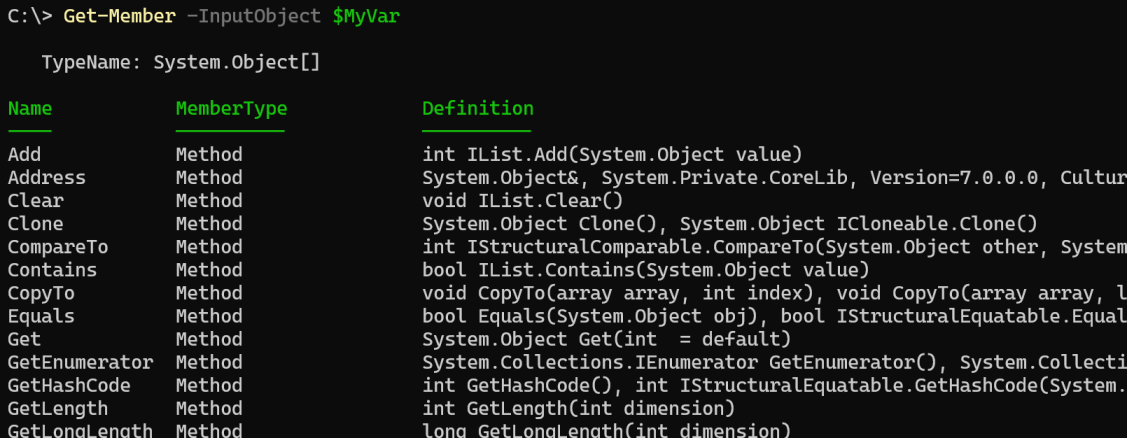 C:\> Get-Member -InputObject $MyVar
TypeName: System.Object[]
Name MemberType Definition
Add Method int IList.Add(System.Object value)
Address Method System.Object&, System.Private.CoreLib, Version=7.0.0.0, Cultur
Clear Method void IList.Clear()
Clone Method System.Object Clone(), System.Object ICloneable.Clone()
CompareTo Method int IStructuralComparable.CompareTo(System.Object other, System
Contains Method bool IList.Contains(System.Object value)
CopyTo Method void CopyTo(array array, int index), void CopyTo(array array, l
Equals Method bool Equals(System.Object obj), bool IStructuralEquatable.Equal
Get Method System.Object Get(int  = default)
GetEnumerator Method System.Collections.IEnumerator GetEnumerator(), System.Collecti
GetHashCode Method int GetHashCode(), int IStructuralEquatable.GetHashCode(System.
GetLength Method int GetLength(int dimension)
GetLongLength Method long GetLongLength(int dimension)